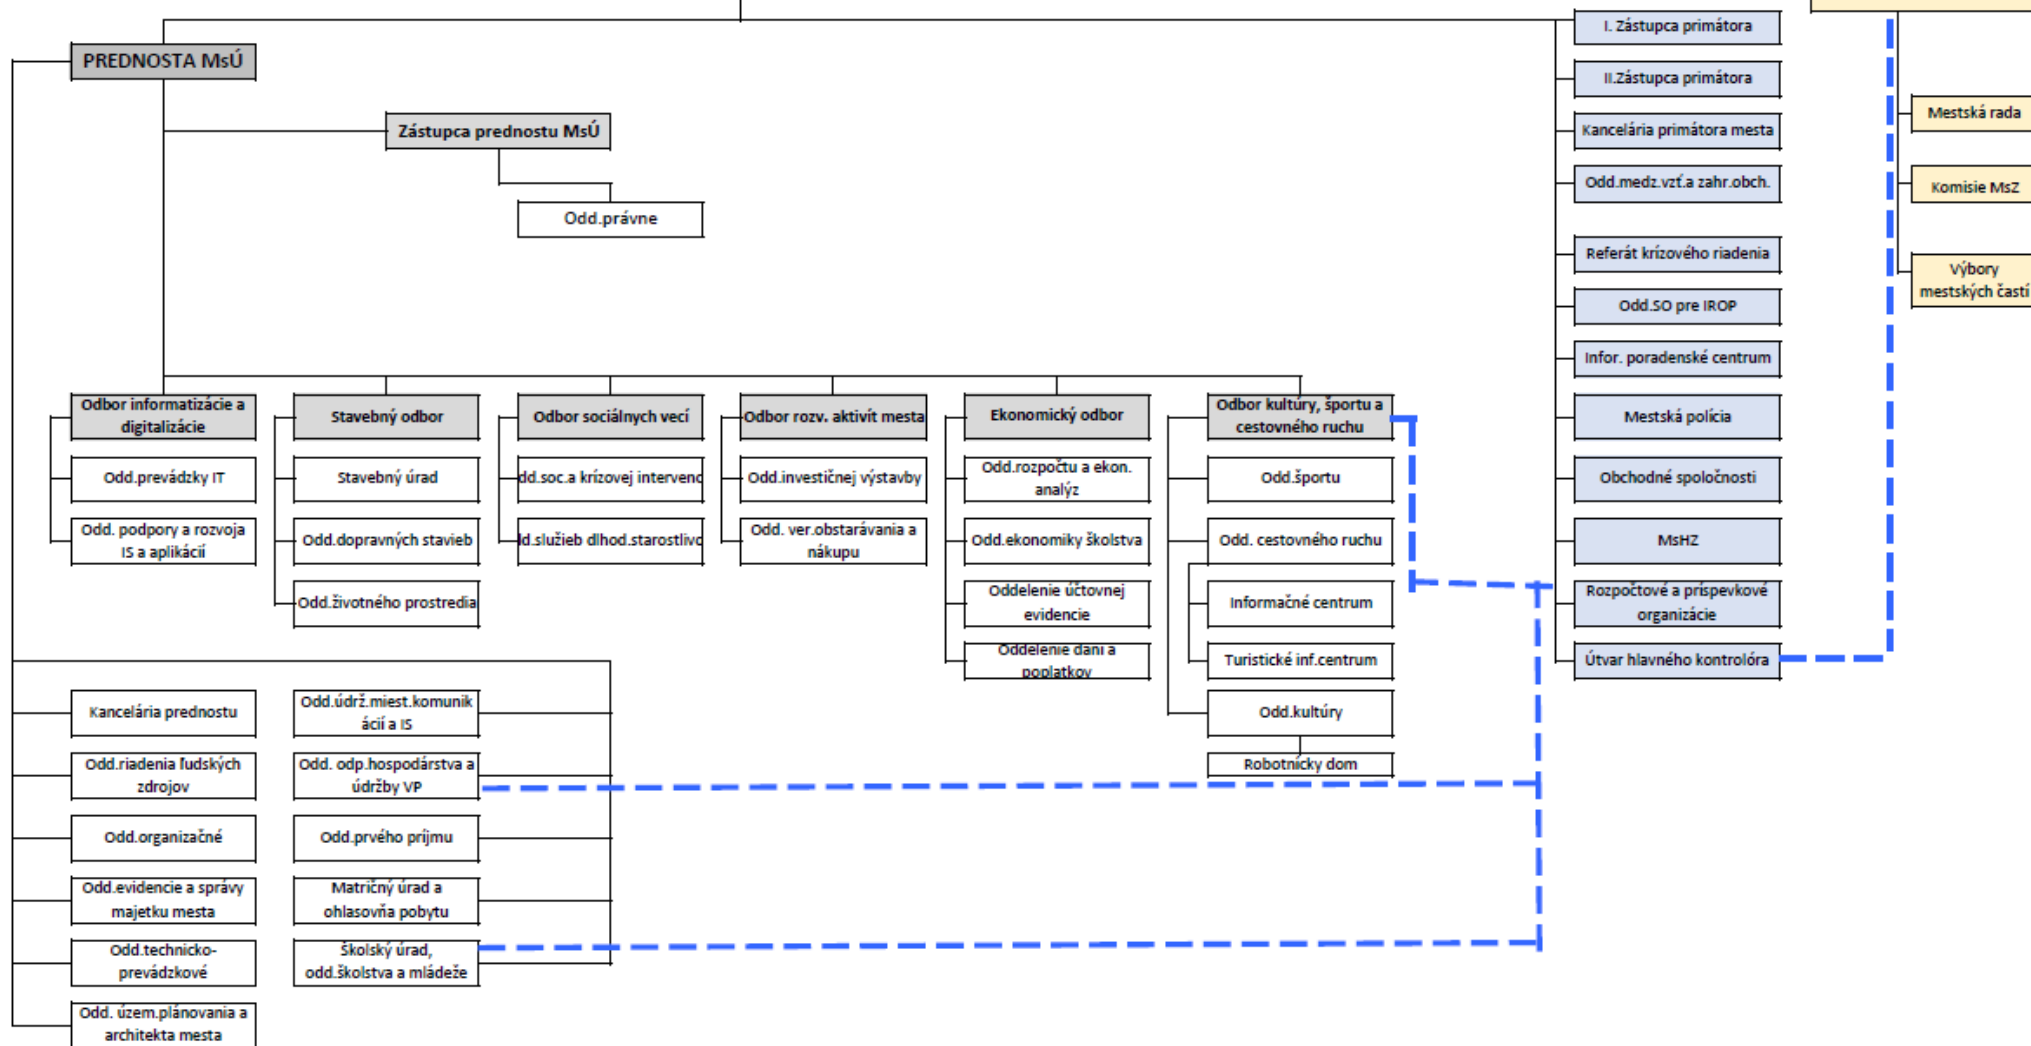 PREDNOSTA MsÚ
Zástupca prednostu MsÚ
Odd.právne
I. Zástupca primátora
II.Zástupca primátora
Kancelária primátora mesta
Odd.medz.vzť.a zahr.obch.
Referát krízového riadenia
Odd.SO pre IROP
Infor. poradenské centrum
Mestská polícia
Obchodné spoločnosti
MsHZ
Rozpočtové a príspevkové
organizácie
Útvar hlavného kontrolóra
Mestská rada
Komisie MsZ
Výbory
mestských častí
Odbor informatizácie a
digitalizácie
Odd.prevádzky IT
Odd. podpory a rozvoja
IS a aplikácií
Stavebný odbor
Stavebný úrad
Odd.dopravných stavieb
Odd.životného prostredia
Odbor sociálnych vecí
dd.soc.a krízovej intervenc
d.služieb dlhod.starostlivo
Odbor rozv. aktivít mesta
Odd.investičnej výstavby
Odd. ver.obstarávania a
nákupu
Ekonomický odbor
Odd.rozpočtu a ekon.
analýz
Odd.ekonomiky školstva
Oddelenie účtovnej
evidencie
Oddelenie daní a
poplatkov
Odbor kultúry, športu a
cestovného ruchu
Odd.športu
Odd. cestovného ruchu
Informačné centrum
Turistické inf.centrum
Odd.kultúry
Robotnícky dom
Kancelária prednostu
Odd.riadenia ľudských
zdrojov
Odd.organizačné
Odd.evidencie a správy
majetku mesta
Odd.technicko-
prevádzkové
Odd. územ.plánovania a
architekta mesta
Odd.údrž.miest.komunik
ácií a IS
Odd. odp.hospodárstva a
údržby VP
Odd.prvého príjmu
Matričný úrad a
ohlasovňa pobytu
Školský úrad,
odd.školstva a mládeže